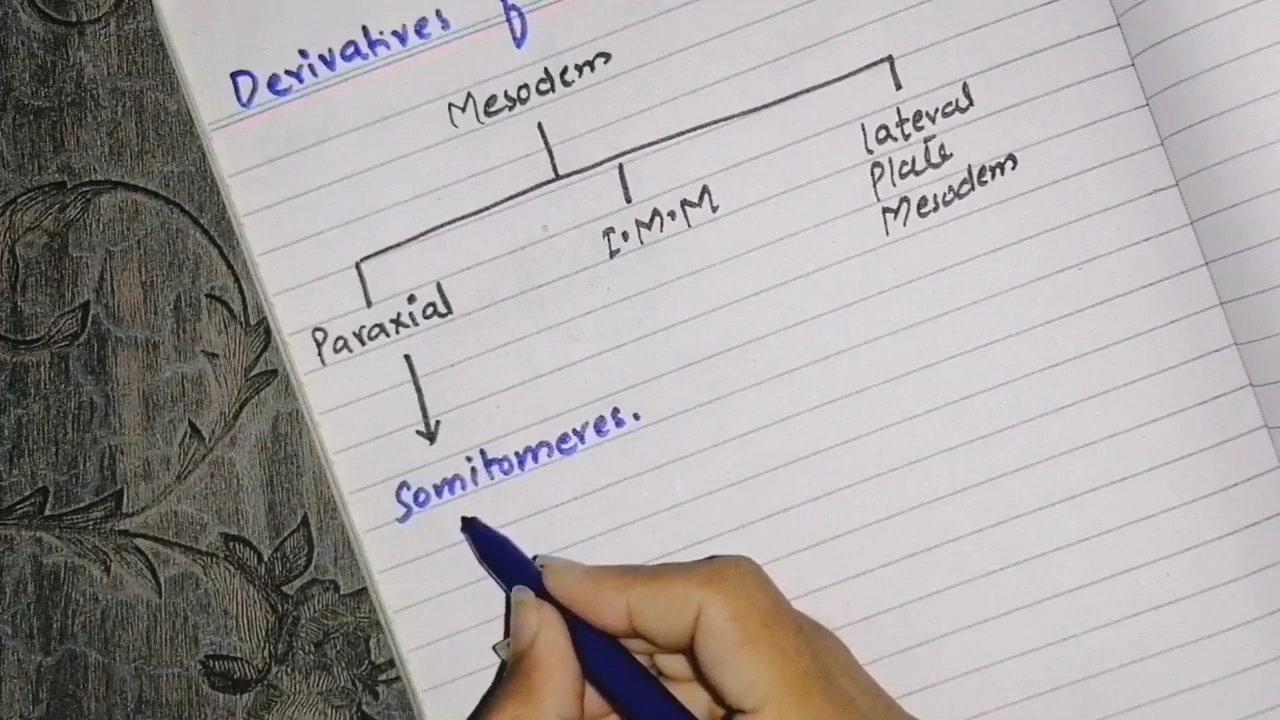 Derivatives
Mesoderm
Paraxial
I.M.M
lateral
Plate
Mesoderm
Somitomeres.